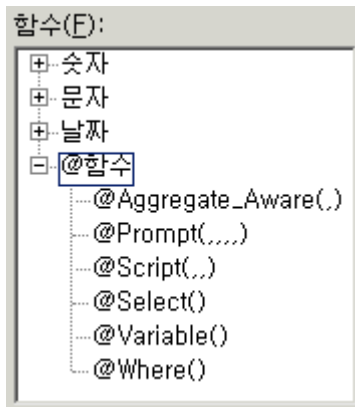 함수(F):
숫자
문자
날짜
@함수
@Aggregate_Aware(,)
@Prompt(,,,,)
@Script(,,)
@Select()
@Variable()
@Where()